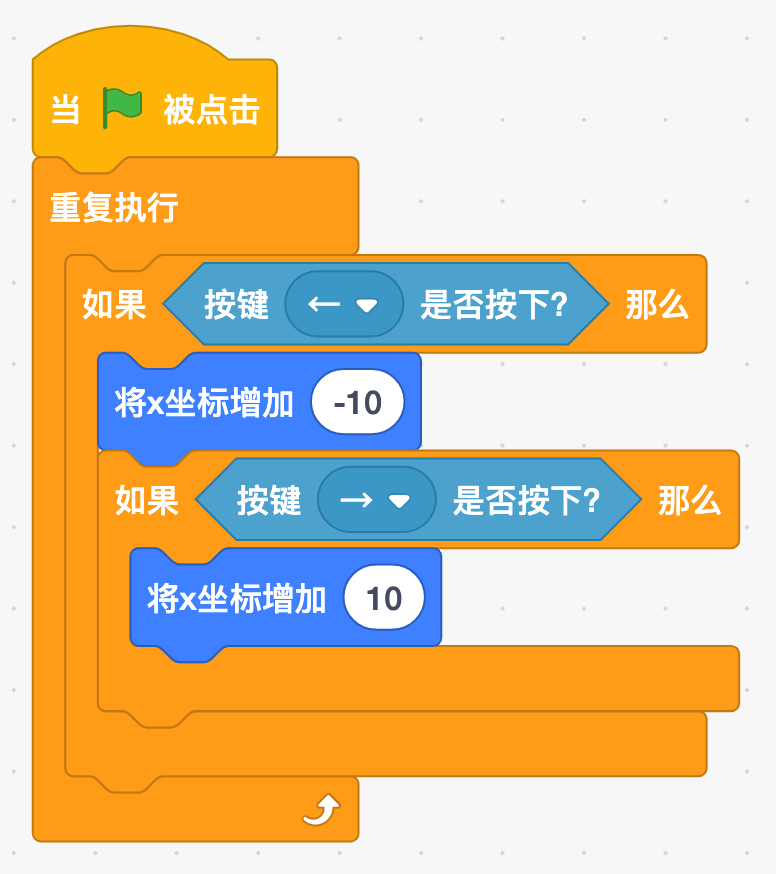 当 被点击
重复执行
如果 按键 ← 是否按下? 那么
将x坐标增加 -10
如果 按键 → 是否按下? 那么
将x坐标增加 10